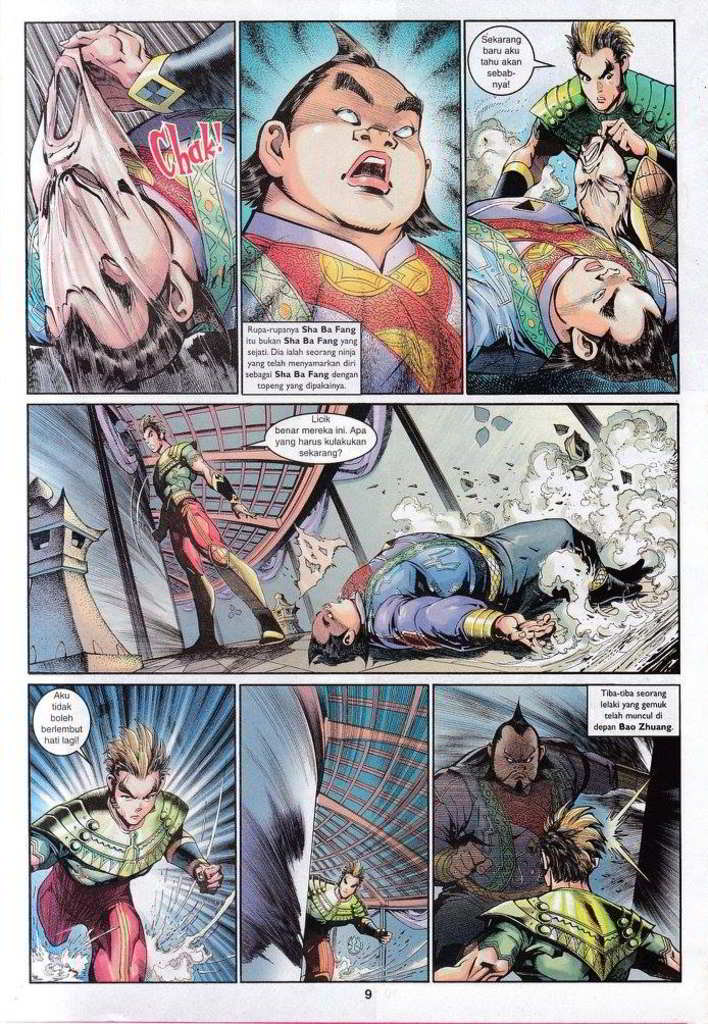 Chak!
Rupa-rupanya Sha Ba Fang
itu bukan Sha Ba Fang yang
sejati. Dia ialah seorang ninja
yang telah menyamarkan diri
sebagai Sha Ba Fang dengan
topeng yang dipakainya.
Sekarang
baru aku
tahu akan
sebab-
nya!
Licik
benar mereka ini. Apa
yang harus kulakukan
sekarang?
Aku
tidak
boleh
berlembut
hati lagi!
Tiba-tiba seorang
lelaki yang gemuk
telah muncul di
depan Bao Zhuang.
9